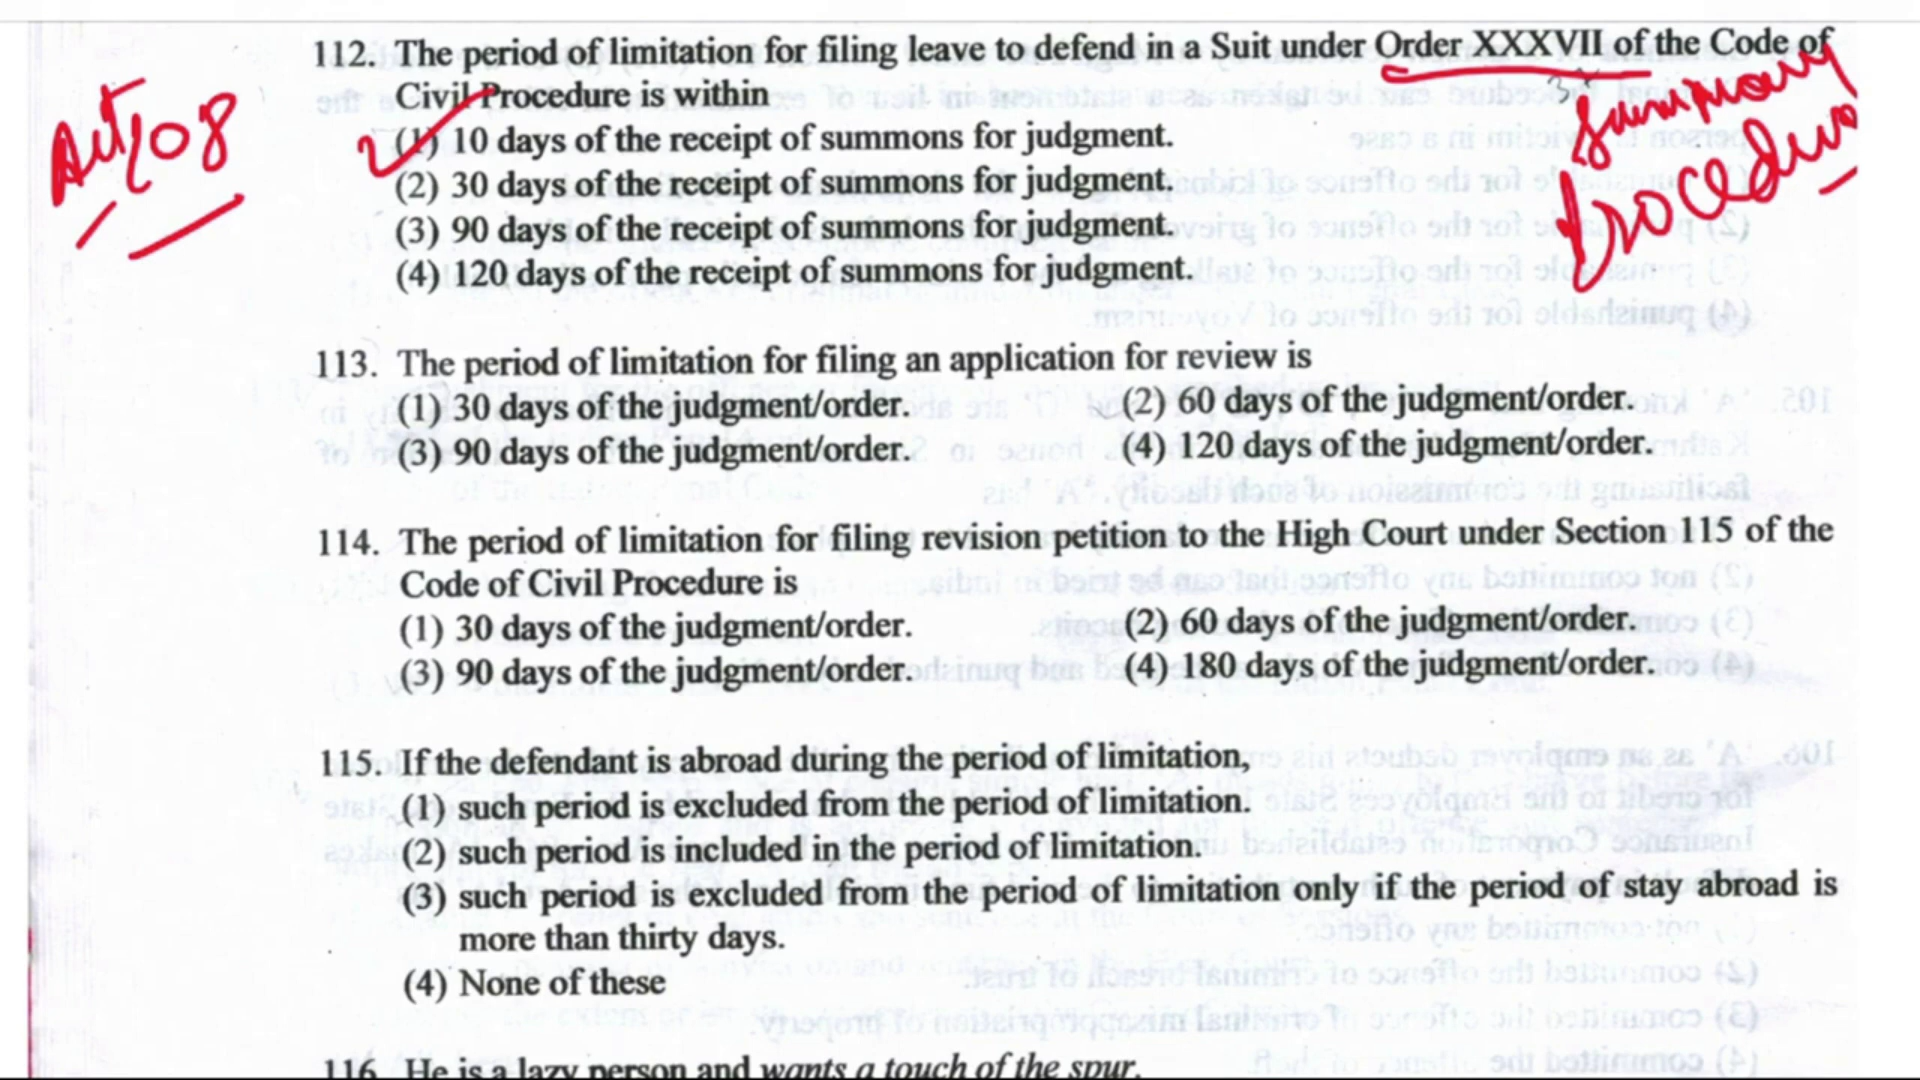 112. The period of limitation for filing leave to defend in a Suit under Order XXXVII of the Code of
Civil Procedure is within
(1) 10 days of the receipt of summons for judgment.
(2) 30 days of the receipt of summons for judgment.
(3) 90 days of the receipt of summons for judgment.
(4) 120 days of the receipt of summons for judgment.
Summary
Procedure
113. The period of limitation for filing an application for review is
(1) 30 days of the judgment/order. (2) 60 days of the judgment/order.
(3) 90 days of the judgment/order. (4) 120 days of the judgment/order.
114. The period of limitation for filing revision petition to the High Court under Section 115 of the
Code of Civil Procedure is
(1) 30 days of the judgment/order. (2) 60 days of the judgment/order.
(3) 90 days of the judgment/order. (4) 180 days of the judgment/order.
115. If the defendant is abroad during the period of limitation,
(1) such period is excluded from the period of limitation.
(2) such period is included in the period of limitation.
(3) such period is excluded from the period of limitation only if the period of stay abroad is
more than thirty days.
(4) None of these
116. He is a lazy person and wants a touch of the spur.